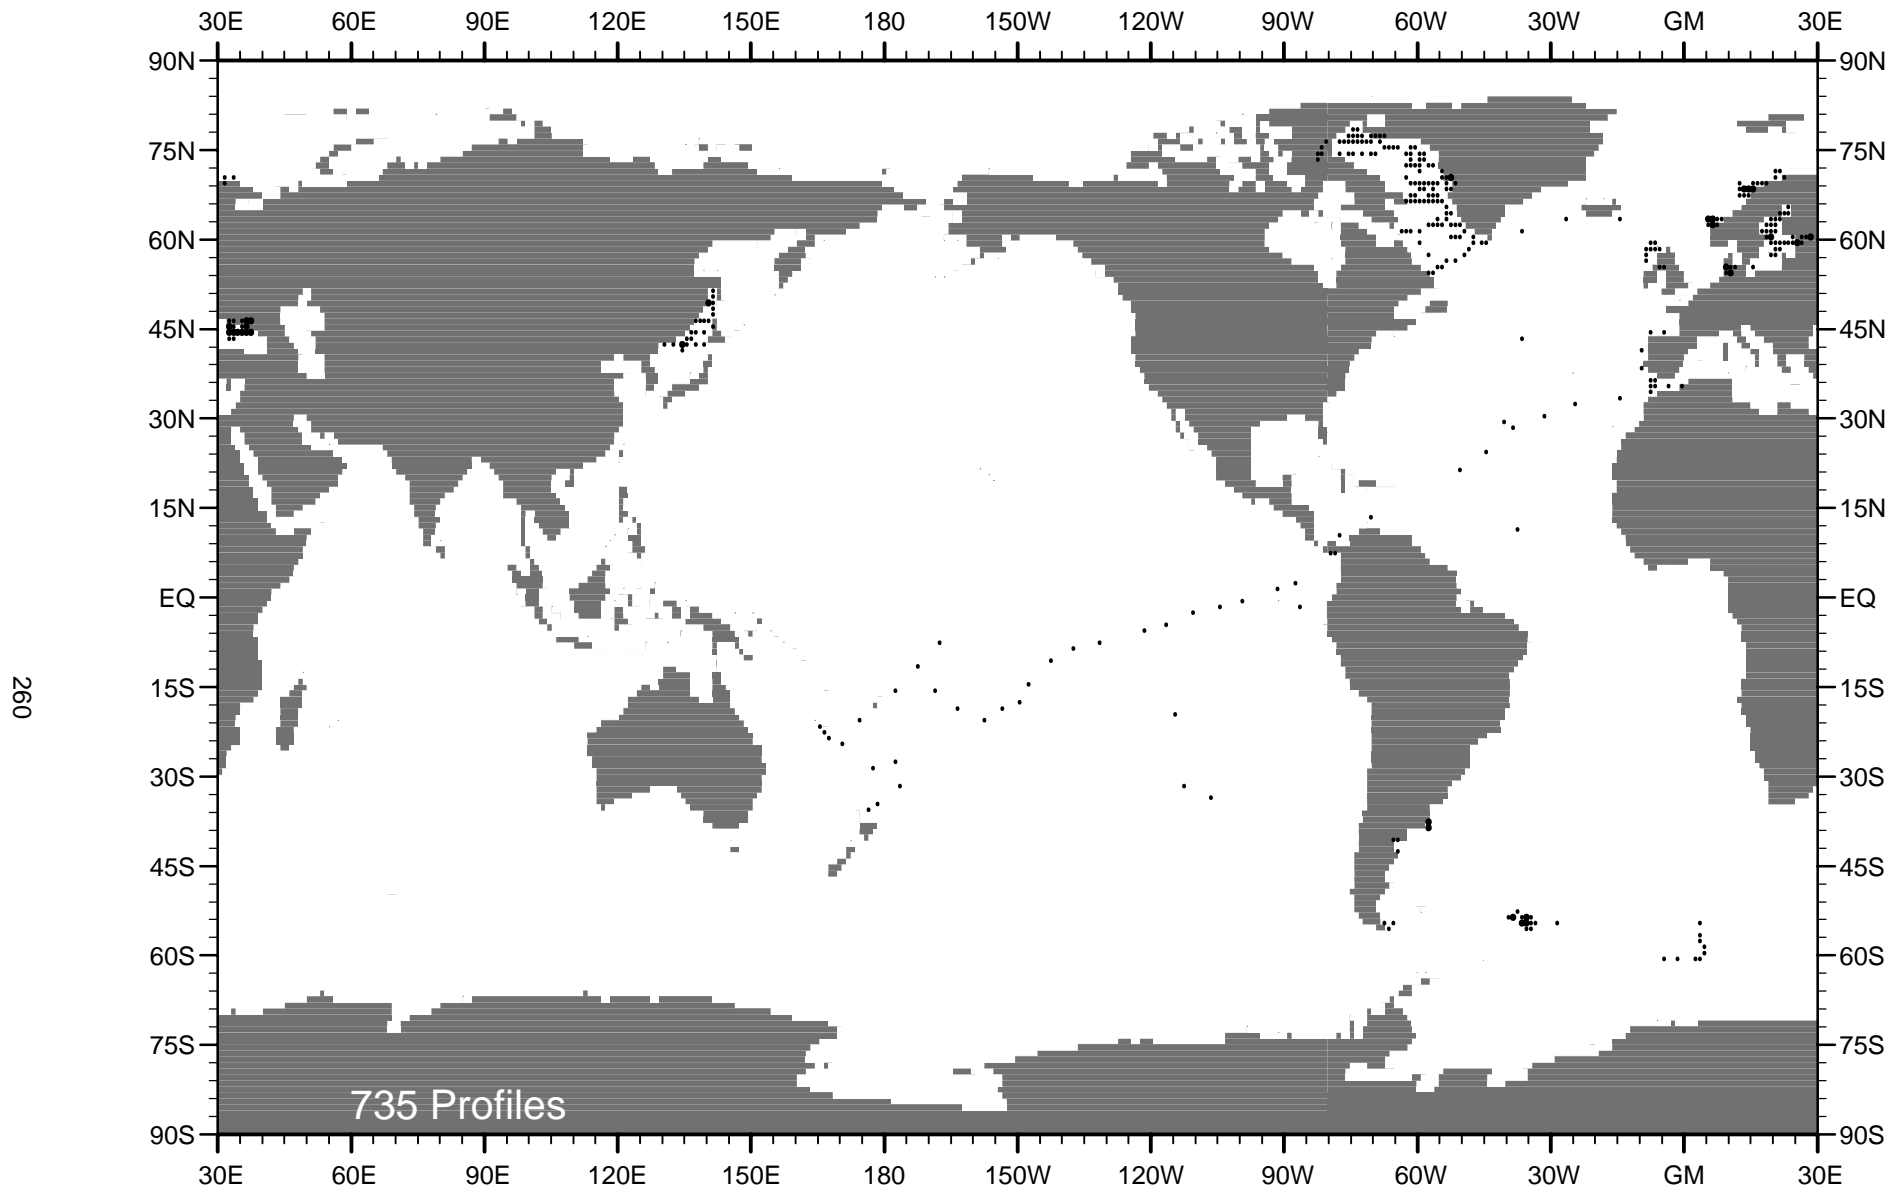 30E 60E 90E 120E 150E 180 150W 120W 90W 60W 30W GM 30E
90N 90N
75N 75N
60N 60N
45N 45N
30N 30N
15N 15N
EQ EQ
15S 15S
30S 30S
45S 45S
60S 60S
75S 75S
90S 90S
735 Profiles
30E 60E 90E 120E 150E 180 150W 120W 90W 60W 30W GM 30E
260